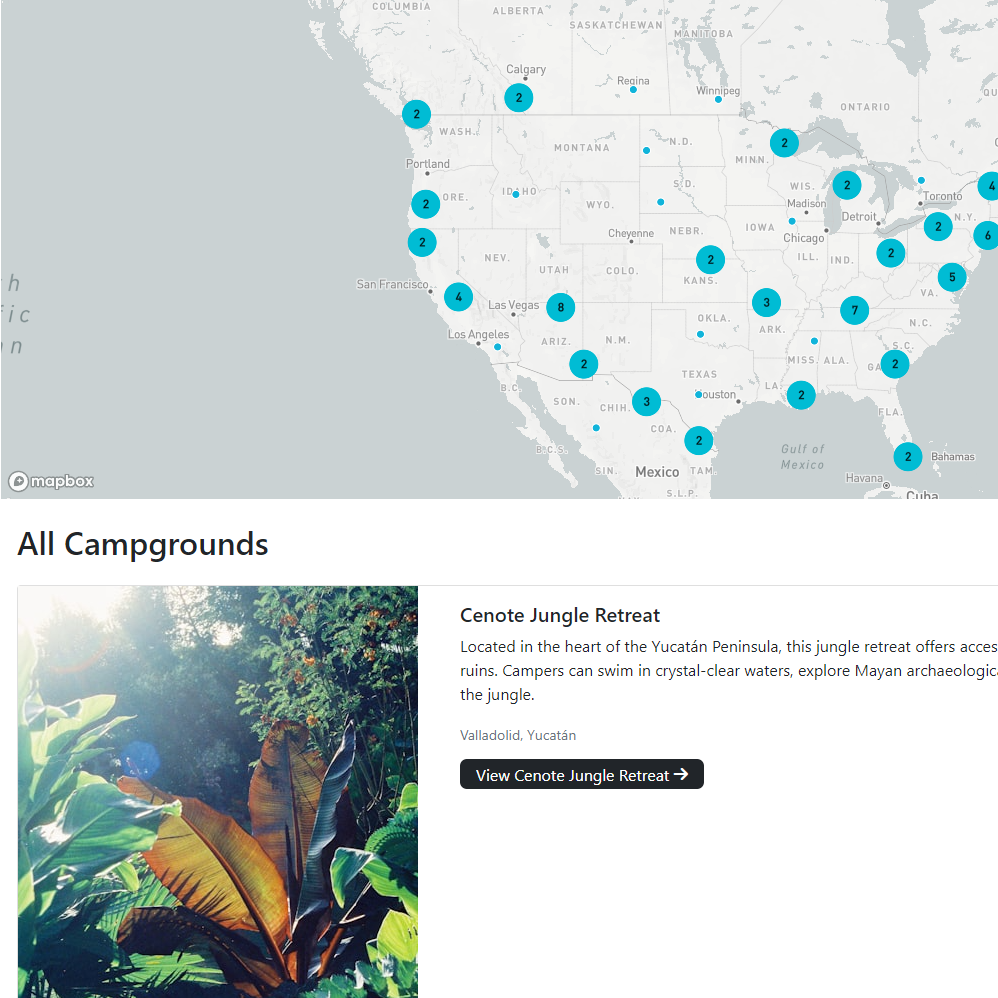 COLUMBIA
ALBERTA
SASKATCHEWAN
MANITOBA
Calgary
Regina
Winnipeg
ONTARIO
2
2
WASH.
MONTANA
N.D.
MINN.
2
Portland
ORE.
IDAHO
S.D.
WIS.
2
4
2
WYO.
Madison
Toronto
Detroit
N.Y.
2
Cheyenne
NEBR.
IOWA
Chicago
2
6
NEV.
UTAH
COLO.
2
KANS.
ILL.
IND.
2
5
San Francisco
4
Las Vegas
8
3
7
VA.
Los Angeles
ARIZ.
N.M.
OKLA.
ARK.
N.C.
2
TEXAS
MISS.
ALA.
S.C.
2
B.C.
SON.
CHIH.
3
Houston
LA.
2
FLA.
COA.
2
B.C.S.
Gulf of
Mexico
2
Bahamas
SIN.
Mexico
TAM.
Havana
S.L.P.
Cuba
mapbox
All Campgrounds
Cenote Jungle Retreat
Located in the heart of the Yucatán Peninsula, this jungle retreat offers acces
ruins. Campers can swim in crystal-clear waters, explore Mayan archaeologic
the jungle.
Valladolid, Yucatán
View Cenote Jungle Retreat →